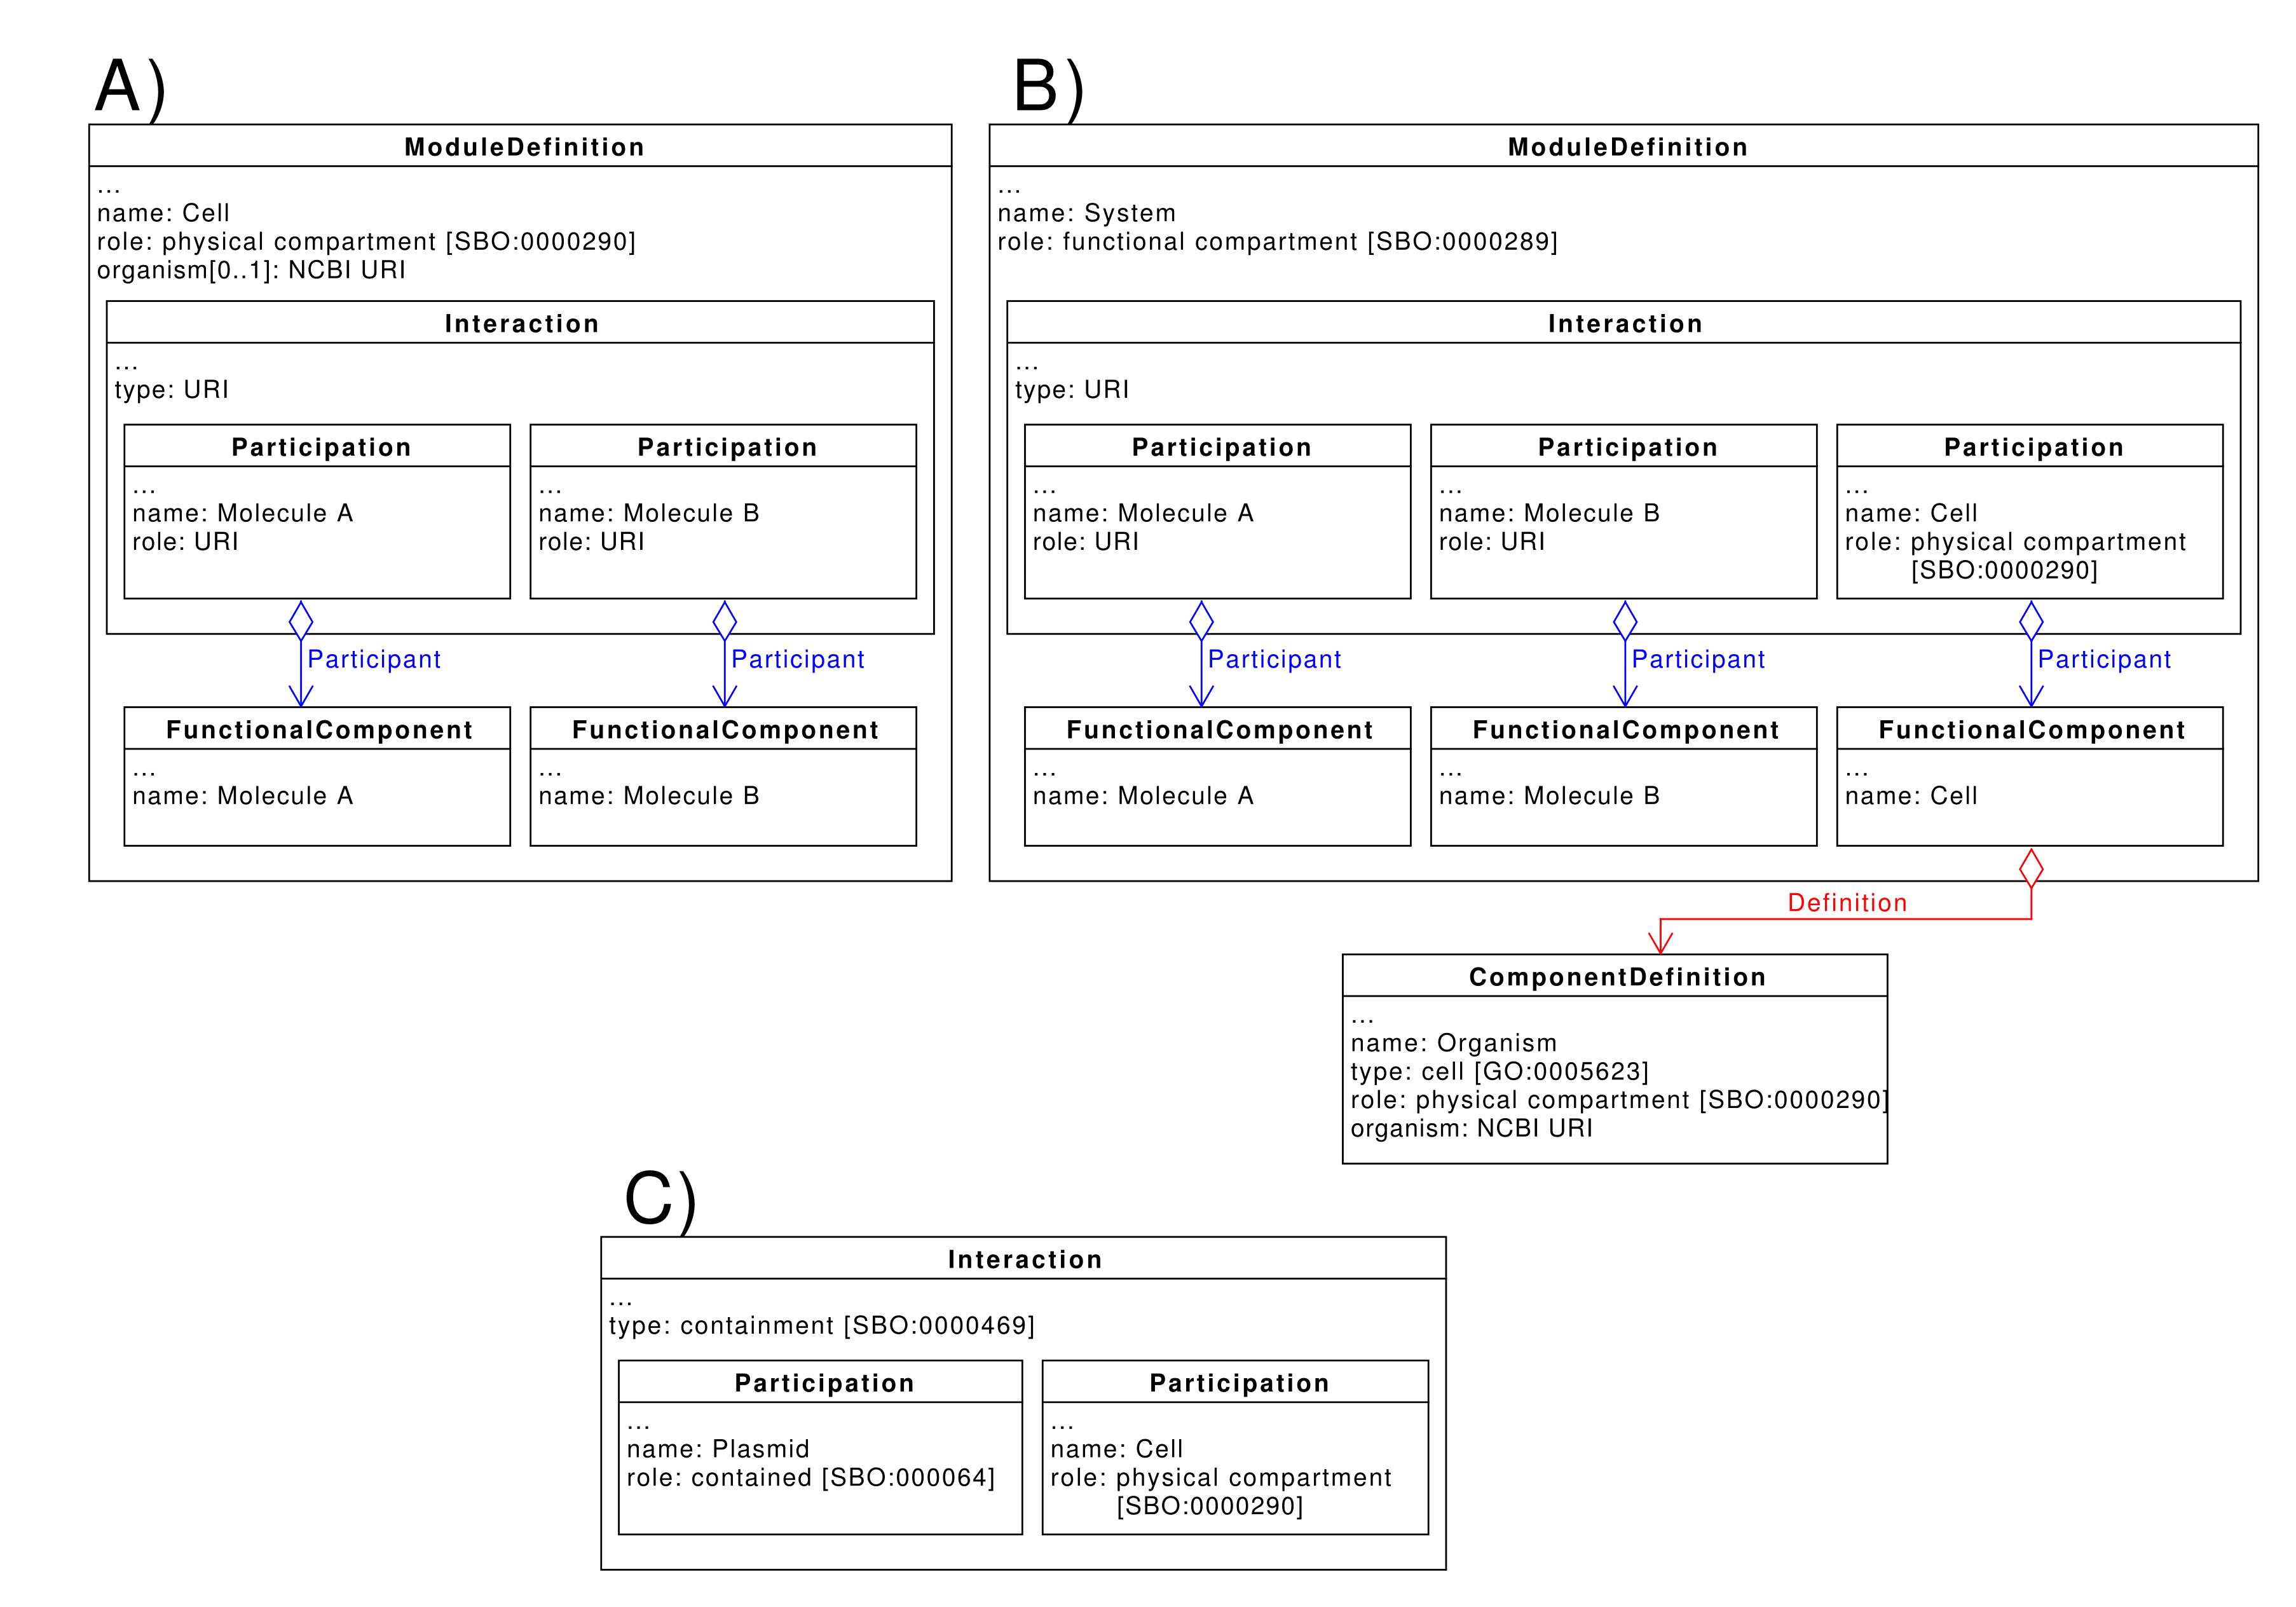 A)
ModuleDefinition
...
name: Cell
role: physical compartment [SBO:0000290]
organism[0..1]: NCBI URI
Interaction
...
type: URI
Participation
...
name: Molecule A
role: URI
Participation
...
name: Molecule B
role: URI
Participant
Participant
FunctionalComponent
...
name: Molecule A
FunctionalComponent
...
name: Molecule B
B)
ModuleDefinition
...
name: System
role: functional compartment [SBO:0000289]
Interaction
...
type: URI
Participation
...
name: Molecule A
role: URI
Participation
...
name: Molecule B
role: URI
Participation
...
name: Cell
role: physical compartment
[SBO:0000290]
Participant
Participant
Participant
FunctionalComponent
...
name: Molecule A
FunctionalComponent
...
name: Molecule B
FunctionalComponent
...
name: Cell
Definition
ComponentDefinition
...
name: Organism
type: cell [GO:0005623]
role: physical compartment [SBO:0000290]
organism: NCBI URI
C)
Interaction
...
type: containment [SBO:0000469]
Participation
...
name: Plasmid
role: contained [SBO:000064]
Participation
...
name: Cell
role: physical compartment
[SBO:0000290]